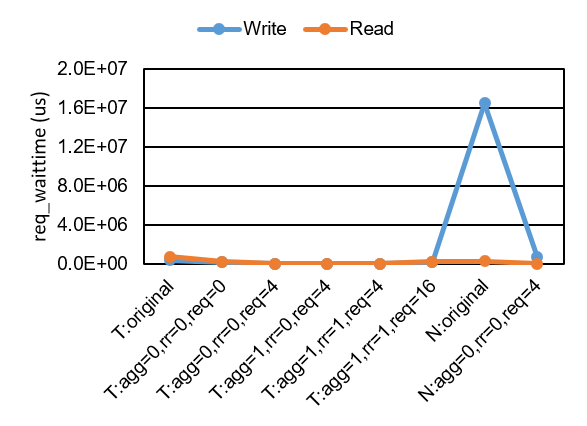 Write Read
req_waittime (us)
2.0E+07
1.6E+07
1.2E+07
8.0E+06
4.0E+06
0.0E+00
T:original
T:agg=0,rr=0,req=0
T:agg=0,rr=0,req=4
T:agg=1,rr=0,req=4
T:agg=1,rr=1,req=4
T:agg=1,rr=1,req=16
N:original
N:agg=0,rr=0,req=4